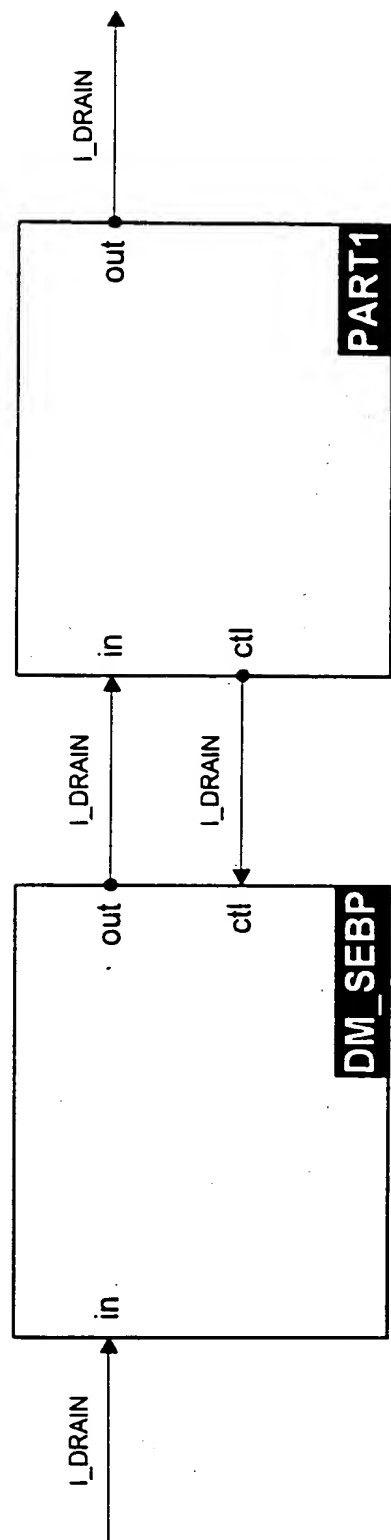 I_DRAIN
in
DM_SEBP
out
I_DRAIN
in
ctl
I_DRAIN
ctl
PART1
out
I_DRAIN